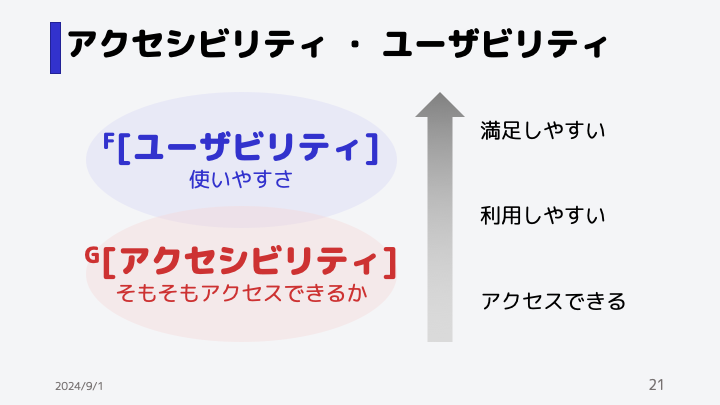 アクセシビリティ ・ ユーザビリティ
F[ユーザビリティ]
使いやすさ
G[アクセシビリティ]
そもそもアクセスできるか
満足しやすい
利用しやすい
アクセスできる
2024/9/1
21